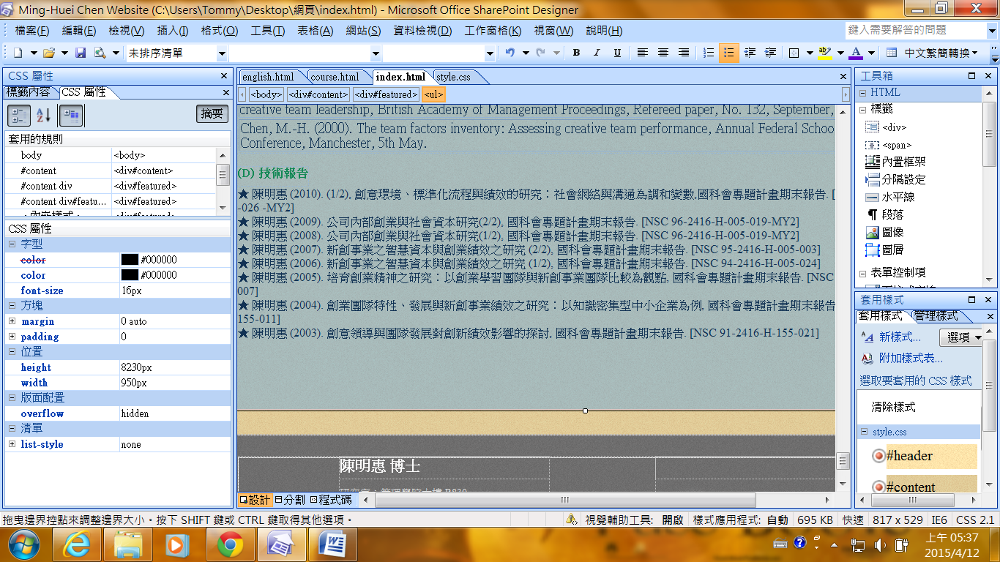 Ming-Huei Chen Website (C:\Users\Tommy\Desktop\網頁\index.html) - Microsoft Office SharePoint Designer
檔案(F) 編輯(E) 檢視(V) 插入(I) 格式(O) 工具(T) 表格(A) 網站(S) 資料檢視(D) 工作窗格(K) 視窗(W) 說明(H) 鍵入需要解答的問題
未排序清單 B I U ab A 中文繁簡轉換
CSS 屬性
標籤內容 CSS 屬性
摘要
套用的規則
body <body>
#content <div#content>
#content div <div#featured>
#content div#featu... <div#featured>
CSS 屬性
字型
color #000000
color #000000
font-size 16px
方塊
margin 0 auto
padding 0
位置
height 8230px
width 950px
版面配置
overflow hidden
清單
list-style none
english.html course.html index.html style.css
<body> <div#content> <div#featured> <ul>
creative team leadership, British Academy of Management Proceedings, Refereed paper, No. 132, September,
Chen, M.-H. (2000). The team factors inventory: Assessing creative team performance, Annual Federal Schoo
Conference, Manchester, 5th May.
(D) 技術報告
★ 陳明惠 (2010). (1/2), 創意環境、標準化流程與績效的研究：社會網絡與溝通為調和變數,國科會專題計畫期末報告. [
-026 -MY2]
★ 陳明惠 (2009). 公司內部創業與社會資本研究(2/2), 國科會專題計畫期末報告. [NSC 96-2416-H-005-019-MY2]
★ 陳明惠 (2008). 公司內部創業與社會資本研究(1/2), 國科會專題計畫期末報告. [NSC 96-2416-H-005-019-MY2]
★ 陳明惠 (2007). 新創事業之智慧資本與創業績效之研究 (2/2), 國科會專題計畫期末報告. [NSC 95-2416-H-005-003]
★ 陳明惠 (2006). 新創事業之智慧資本與創業績效之研究 (1/2), 國科會專題計畫期末報告. [NSC 94-2416-H-005-024]
★ 陳明惠 (2005). 培育創業精神之研究：以創業學習團隊與新創事業團隊比較為觀點, 國科會專題計畫期末報告. [NSC
007]
★ 陳明惠 (2004). 創業團隊特性、發展與新創事業績效之研究：以知識密集型中小企業為例, 國科會專題計畫期末報告
155-011]
★ 陳明惠 (2003). 創意領導與團隊發展對創新績效影響的探討, 國科會專題計畫期末報告. [NSC 91-2416-H-155-021]
陳明惠 博士
設計 分割 程式碼
工具箱
HTML
標籤
<div>
<span>
內置框架
分隔設定
水平線
段落
圖像
圖層
表單控制項
套用樣式
套用樣式 管理樣式
新樣式... 選項
附加樣式表...
選取要套用的 CSS 樣式
清除樣式
style.css
#header
#content
拖曳邊界控點來調整邊界大小。按下 SHIFT 鍵或 CTRL 鍵取得其他選項。 視覺輔助工具: 開啟 樣式應用程式: 自動 695 KB 快速 817 x 529 IE6 CSS 2.1
上午 05:37
2015/4/12